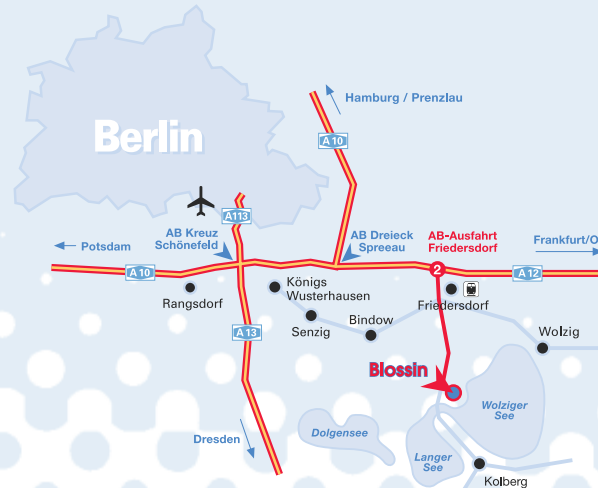 Hamburg / Prenzlau
Berlin
A 10
A113
AB Kreuz
Schönefeld
AB Dreieck
Spreeau
AB-Ausfahrt
Friedersdorf
Potsdam
Frankfurt/O
A 10
2
A 12
Königs
Wusterhausen
Rangsdorf
Friedersdorf
A 13
Senzig
Bindow
Wolzig
Blossin
Wolziger
See
Dresden
Dolgensee
Langer
See
Kolberg